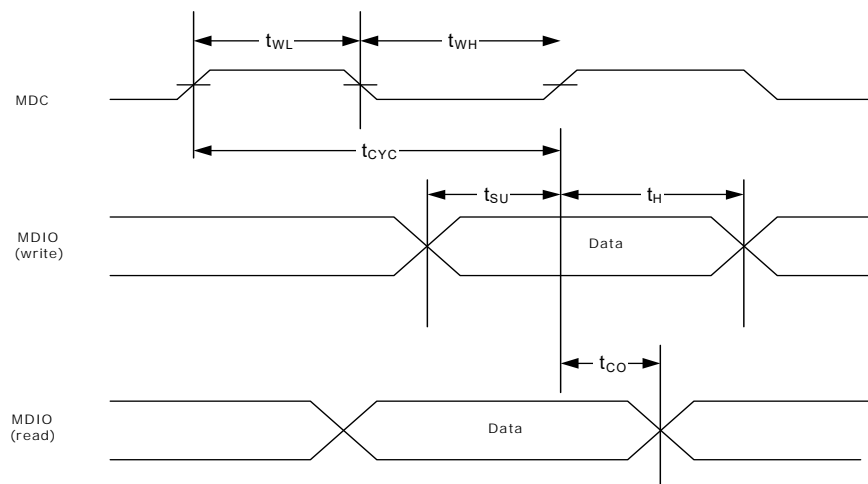 tWL
tWH
MDC
tCYC
tSU
tH
MDIO
(write)
Data
tCO
MDIO
(read)
Data